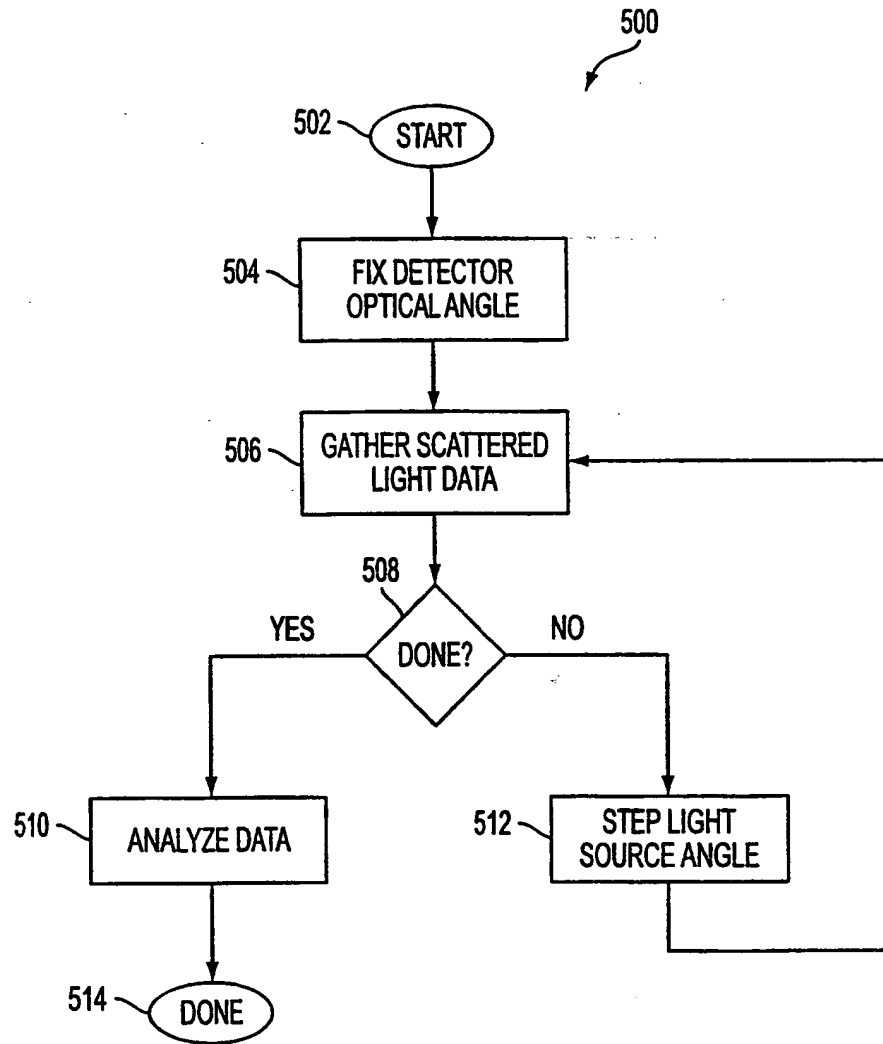 500
502
START
504
FIX DETECTOR
OPTICAL ANGLE
506
GATHER SCATTERED
LIGHT DATA
508
YES
DONE?
NO
510
ANALYZE DATA
512
STEP LIGHT
SOURCE ANGLE
514
DONE